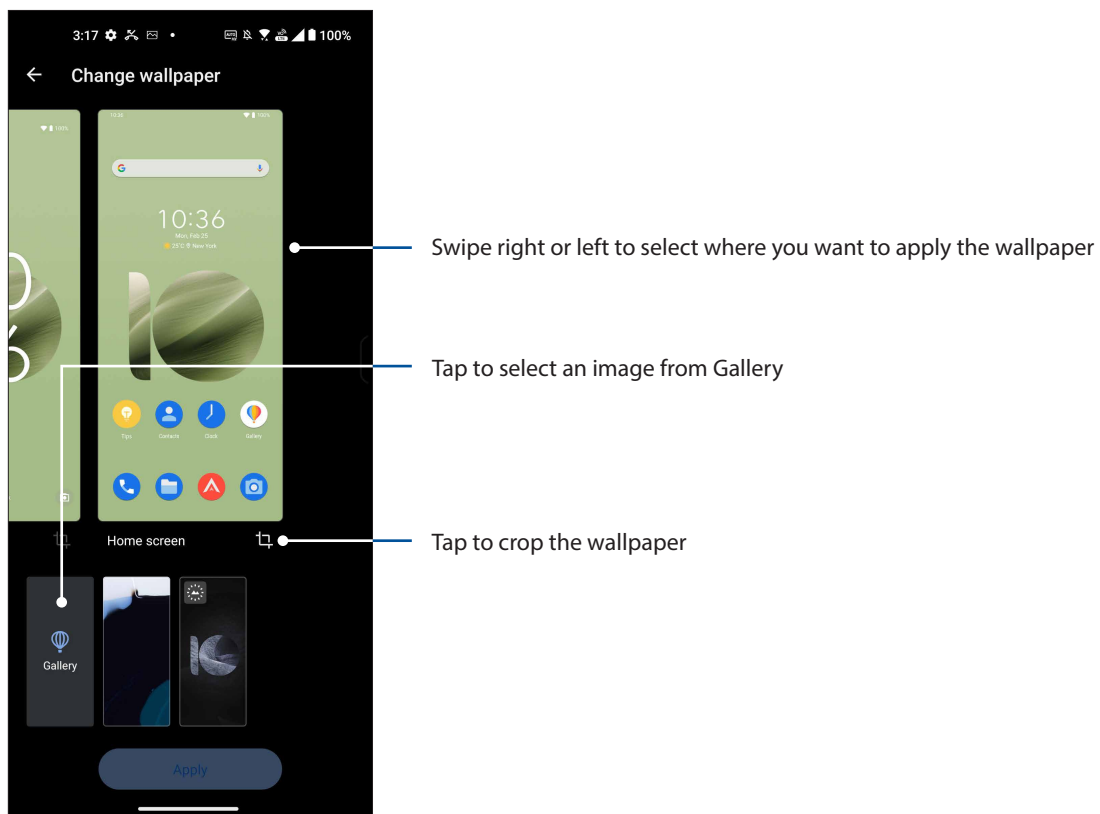 3:17 100%
Change wallpaper
100%
10:36 100%
G
10:36
Mon, Feb 25
25°C New York
Swipe right or left to select where you want to apply the wallpaper
Tap to select an image from Gallery
Tips Contacts Clock Gallery
Home screen
Tap to crop the wallpaper
Gallery
Apply